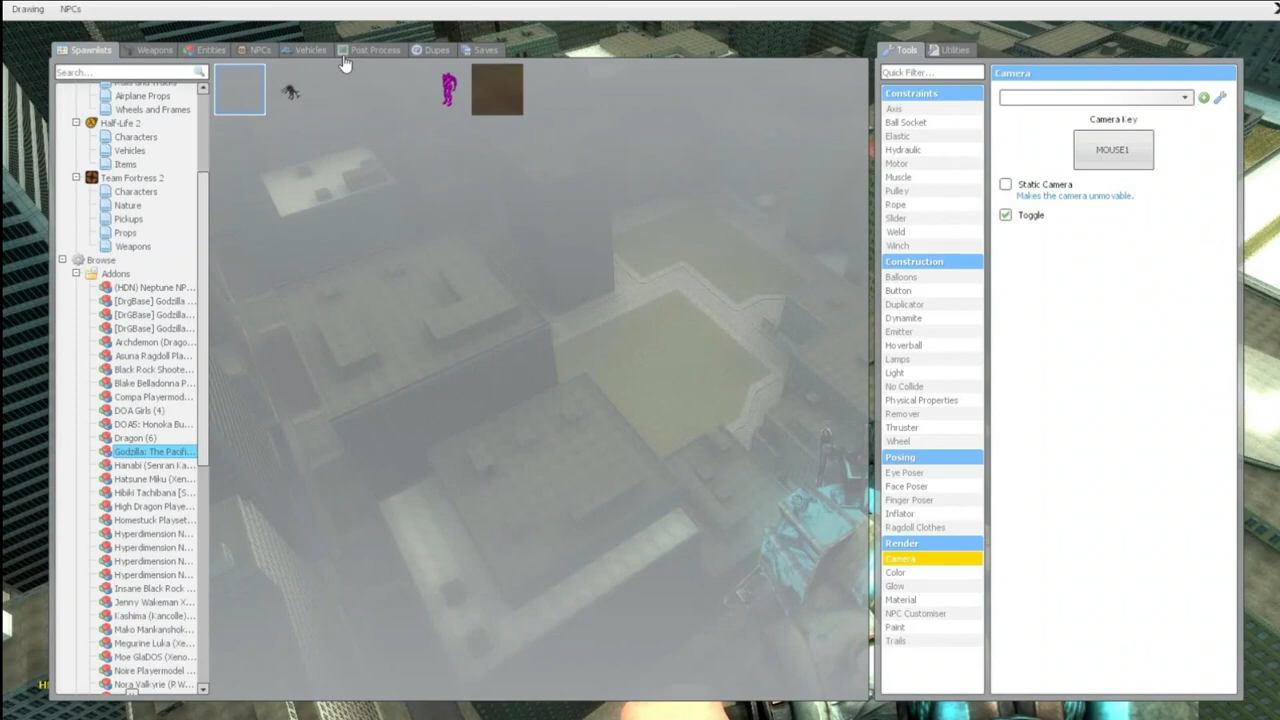 Drawing NPCs
Spawnlists Weapons Entities NPCs Vehicles Post Process Dupes Saves
Search...
Airplane Props
Wheels and Frames
Half-Life 2
Characters
Vehicles
Items
Team Fortress 2
Characters
Nature
Pickups
Props
Weapons
Browse
Addons
(HDN) Neptune NP...
[DrgBase] Godzilla ...
[DrGBase] Godzilla...
[DrGBase] Godzilla...
Archdemon (Drago...
Asuna Ragdoll Pla...
Black Rock Shoote...
Blake Belladonna P...
Compa Playermod...
DOA Girls (4)
DOA5: Honoka Bu...
Dragon (6)
Godzilla: The Pacifi...
Hanabi (Senran Ka...
Hatsune Miku (Xen...
Hibiki Tachibana [S...
High Dragon Playe...
Homestuck Playset...
Hyperdimension N...
Hyperdimension N...
Hyperdimension N...
Hyperdimension N...
Insane Black Rock ...
Jenny Wakeman X...
Kashima (Kancolle)...
Mako Mankanshok...
Megurine Luka (Xe...
Moe GlaDOS (Xeno...
Noire Playermodel ...
Nora Valkyrie (RW...
Tools Utilities
Quick Filter...
Constraints
Axis
Ball Socket
Elastic
Hydraulic
Motor
Muscle
Pulley
Rope
Slider
Weld
Winch
Construction
Balloons
Button
Duplicator
Dynamite
Emitter
Hoverball
Lamps
Light
No Collide
Physical Properties
Remover
Thruster
Wheel
Posing
Eye Poser
Face Poser
Finger Poser
Inflator
Ragdoll Clothes
Render
Camera
Color
Glow
Material
NPC Customiser
Paint
Trails
Camera
Camera Key
MOUSE1
Static Camera
Makes the camera unmovable.
Toggle